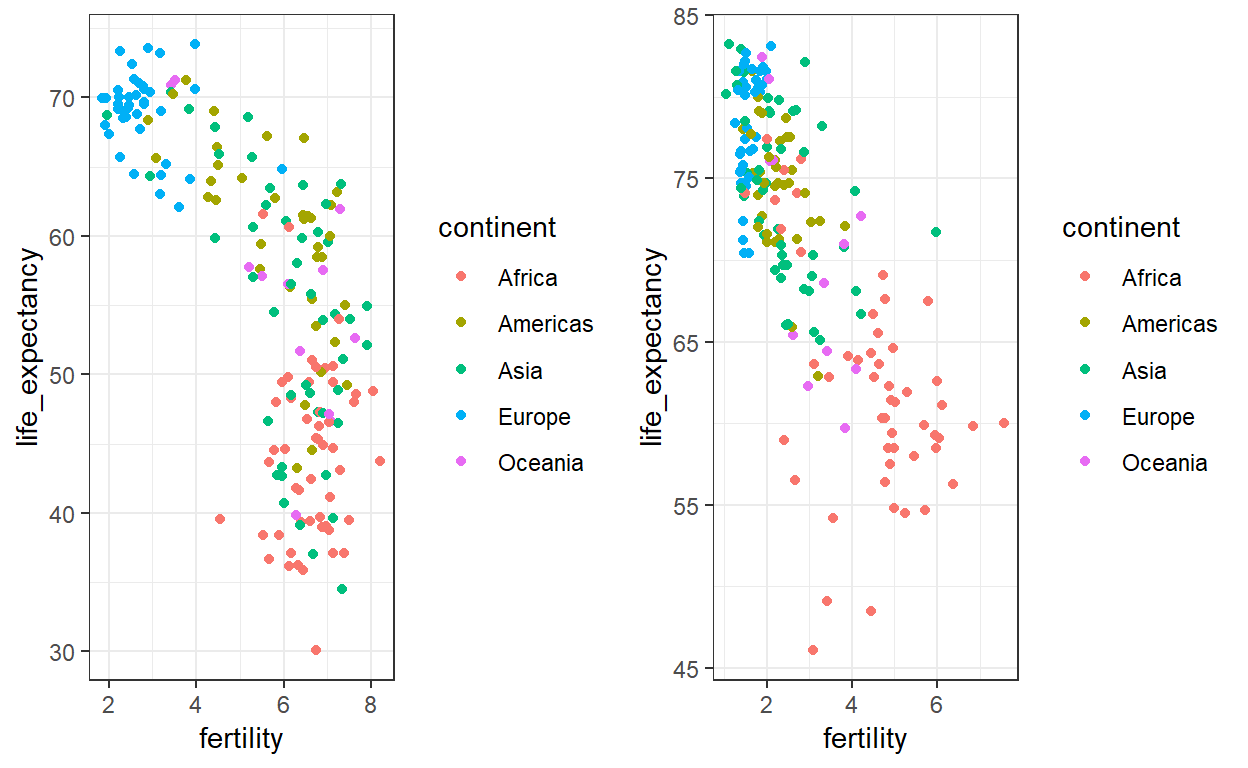 70
60
50
40
30
life_expectancy
2 4 6 8
fertility
continent
Africa
Americas
Asia
Europe
Oceania
85
75
65
55
45
life_expectancy
2 4 6
fertility
continent
Africa
Americas
Asia
Europe
Oceania